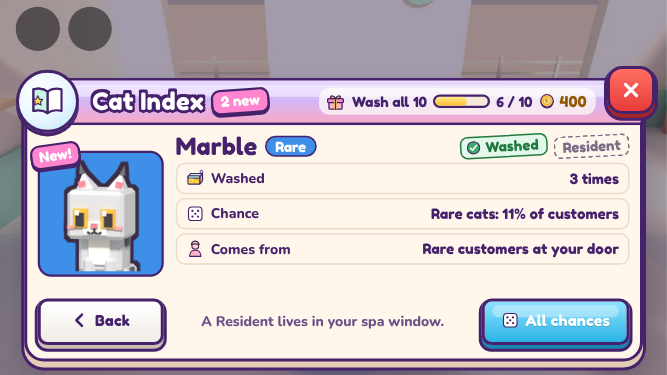 Cat Index 2 new Wash all 10 6 / 10 400
New!
Marble Rare Washed Resident
Washed 3 times
Chance Rare cats: 11% of customers
Comes from Rare customers at your door
Back A Resident lives in your spa window. All chances